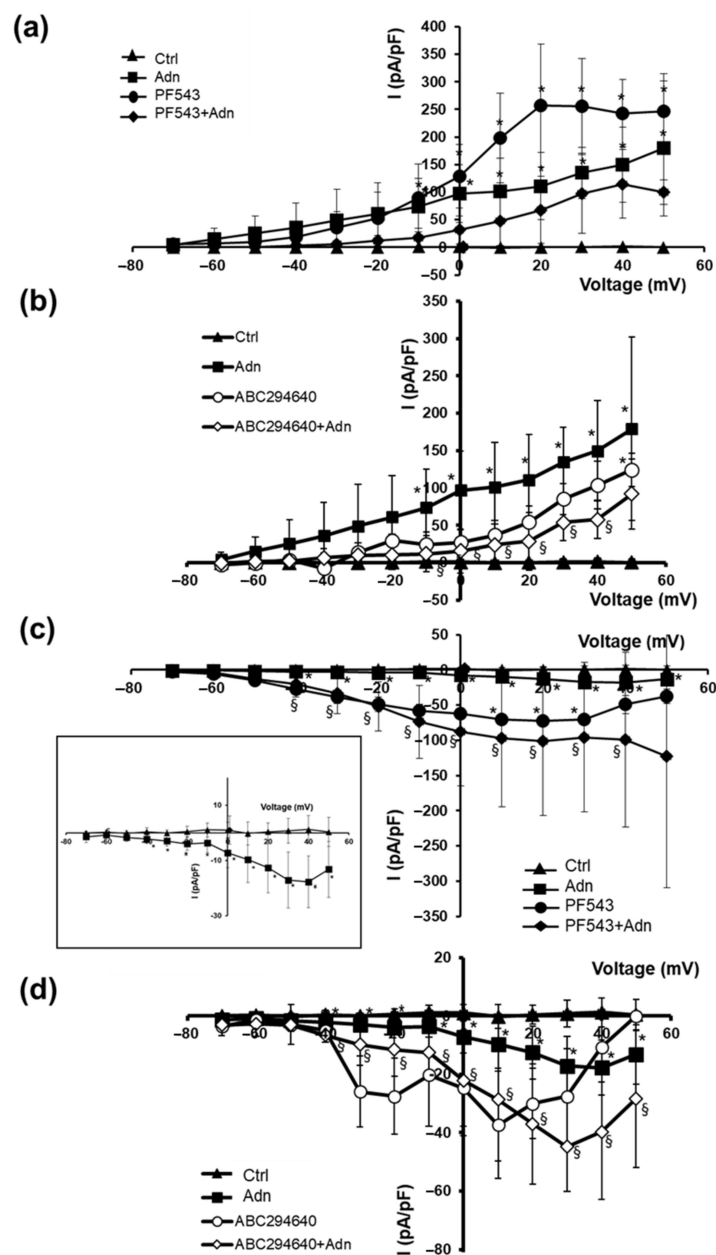 (a)
Ctrl
Adn
PF543
PF543+Adn
I (pA/pF)
400
350
300
250
200
150
100
50
0
−50
−80 −60 −40 −20 0 20 40 60
Voltage (mV)
(b)
Ctrl
Adn
ABC294640
ABC294640+Adn
I (pA/pF)
350
300
250
200
150
100
50
0
−50
−80 −60 −40 −20 0 20 40 60
Voltage (mV)
(c)
Voltage (mV)
50
0
−50
−100
−150
−200
−250
−300
−350
−80 −60 −40 −20 0 20 40 60
I (pA/pF)
Ctrl
Adn
PF543
PF543+Adn
Voltage (mV)
10
-10
-30
-80 -60 -40 -20 0 20 40 60
I (pA/pF)
(d)
Voltage (mV)
20
0
−20
−40
−60
−80
−80 −60 −40 −20 0 20 40 60
I (pA/pF)
Ctrl
Adn
ABC294640
ABC294640+Adn